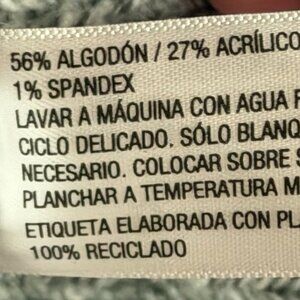 56% ALGODÓN / 27% ACRÍLICO
1% SPANDEX
LAVAR A MÁQUINA CON AGUA
CICLO DELICADO. SÓLO BLANQ
NECESARIO. COLOCAR SOBRE S
PLANCHAR A TEMPERATURA M
ETIQUETA ELABORADA CON PL
100% RECICLADO